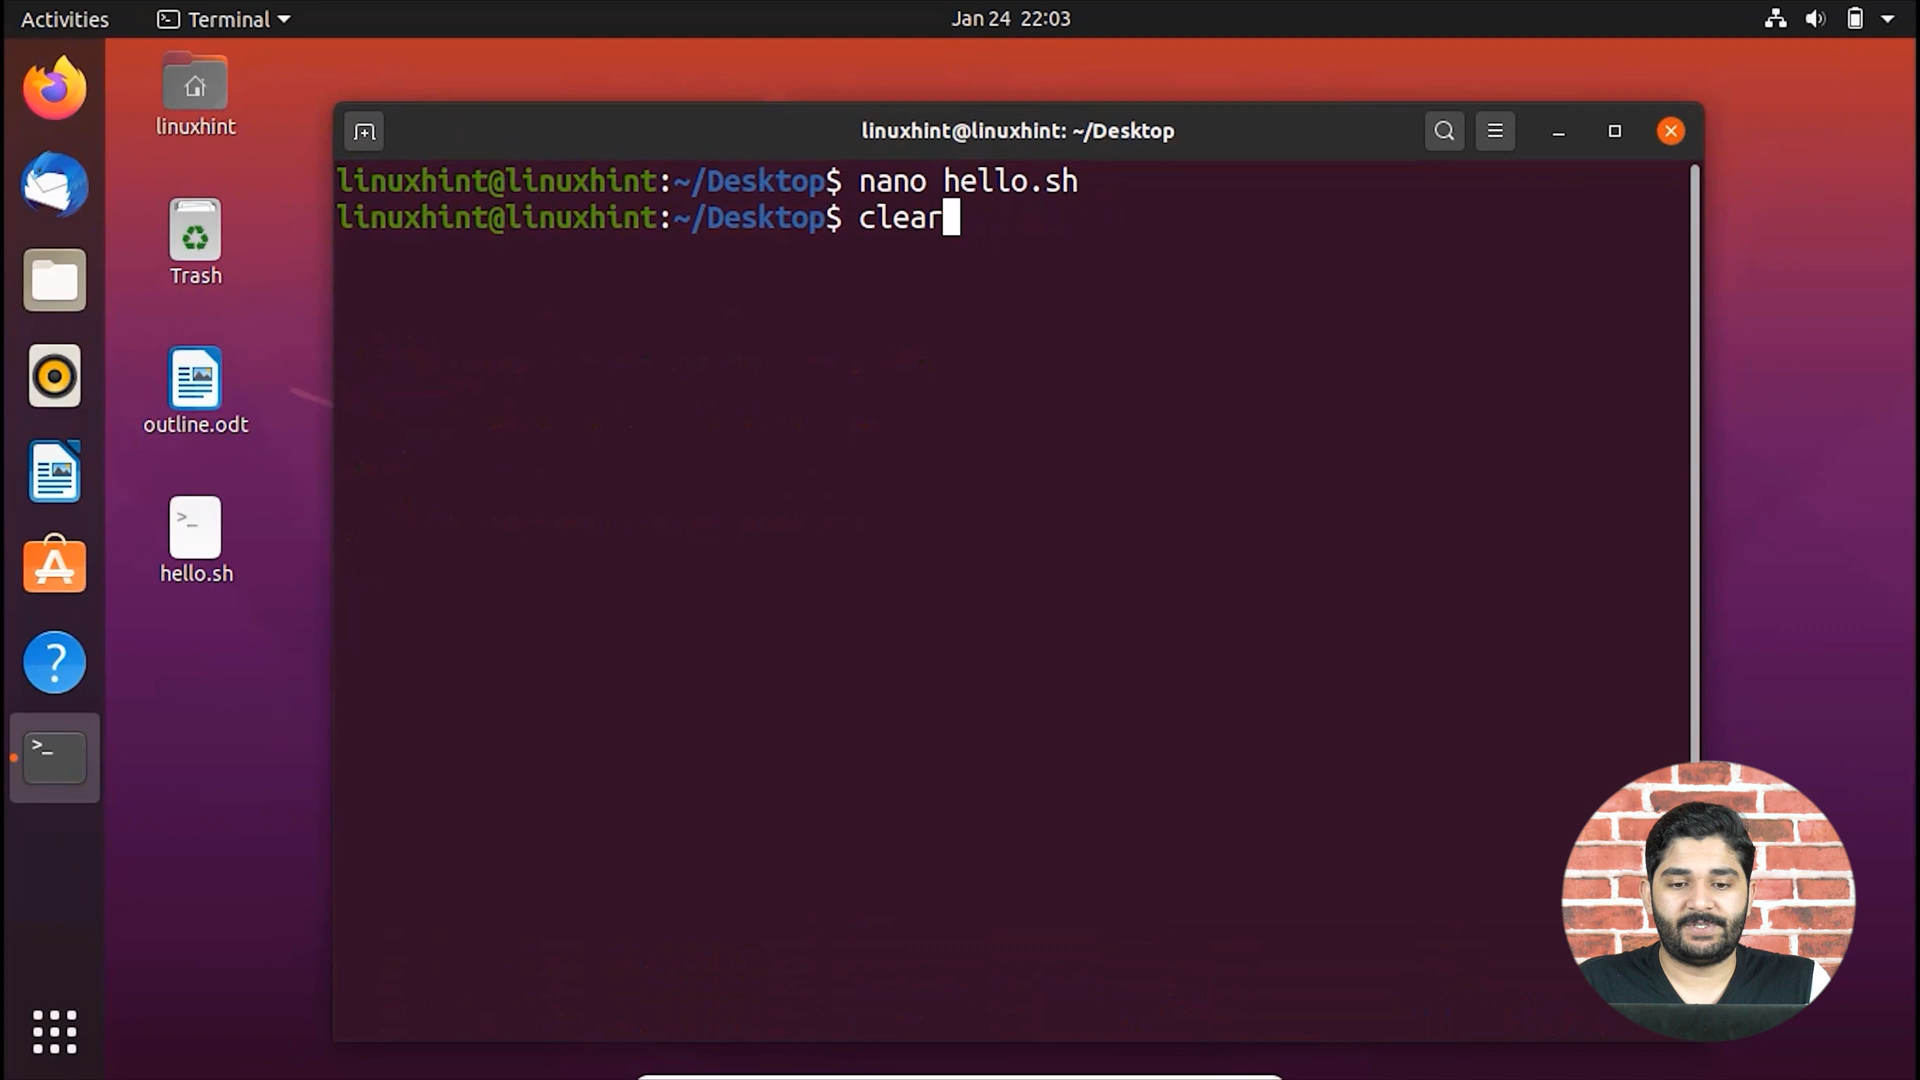 Activities
Terminal
Jan 24 22:03
linuxhint
Trash
outline.odt
>_
hello.sh
?
>_
linuxhint@linuxhint: ~/Desktop
linuxhint@linuxhint:~/Desktop$ nano hello.sh
linuxhint@linuxhint:~/Desktop$ clear